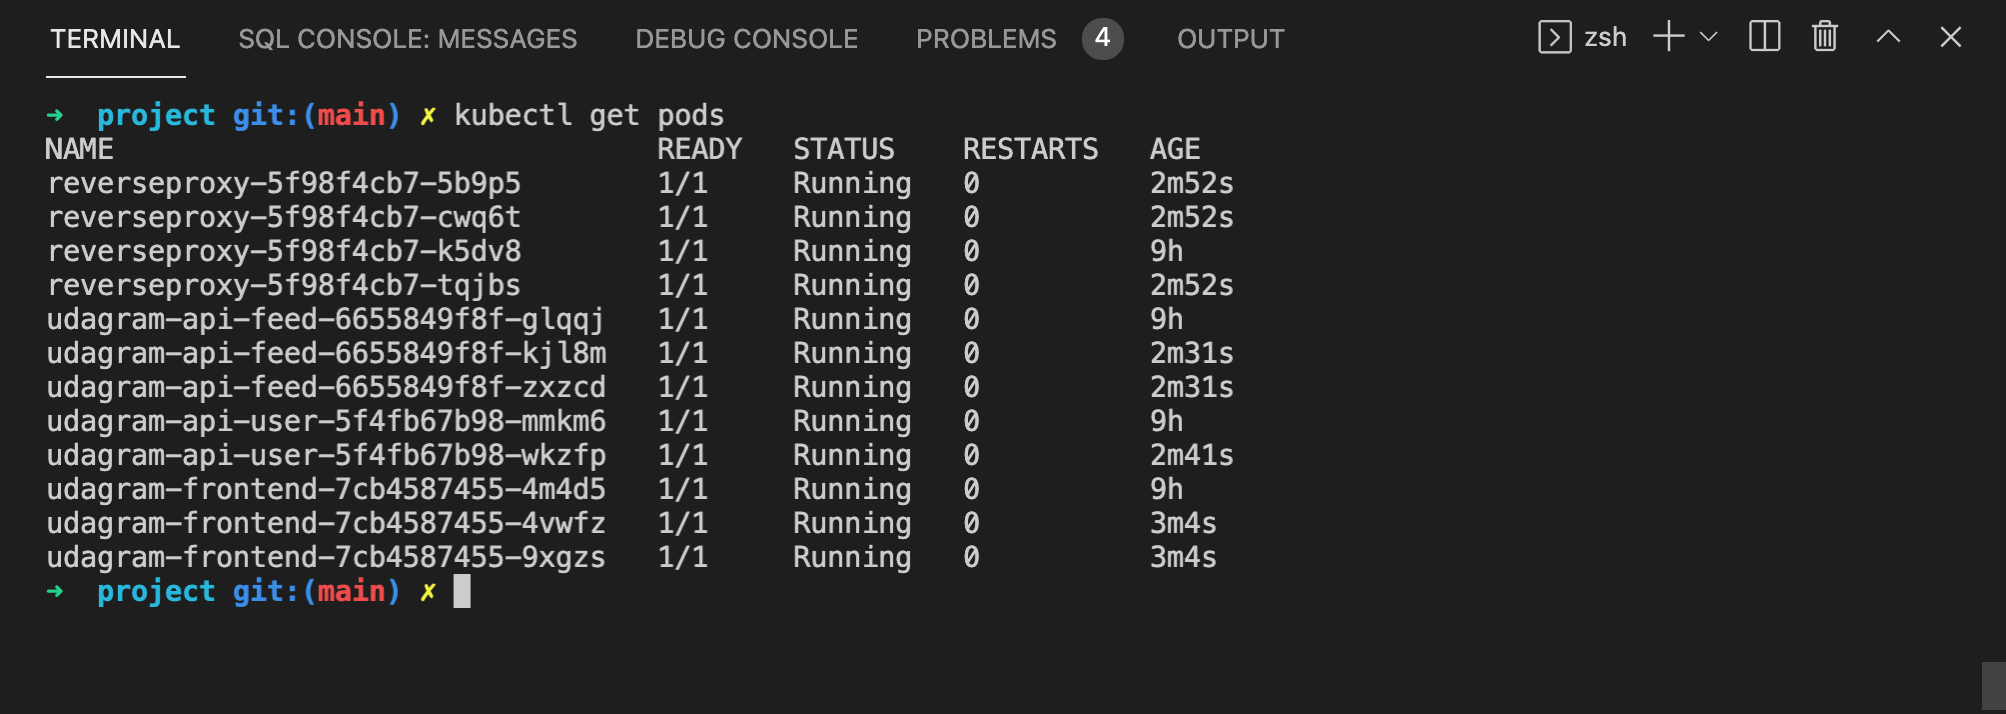 TERMINAL SQL CONSOLE: MESSAGES DEBUG CONSOLE PROBLEMS 4 OUTPUT zsh
➜ project git:(main) ✗ kubectl get pods
NAME READY STATUS RESTARTS AGE
reverseproxy-5f98f4cb7-5b9p5 1/1 Running 0 2m52s
reverseproxy-5f98f4cb7-cwq6t 1/1 Running 0 2m52s
reverseproxy-5f98f4cb7-k5dv8 1/1 Running 0 9h
reverseproxy-5f98f4cb7-tqjbs 1/1 Running 0 2m52s
udagram-api-feed-6655849f8f-glqqj 1/1 Running 0 9h
udagram-api-feed-6655849f8f-kjl8m 1/1 Running 0 2m31s
udagram-api-feed-6655849f8f-zxzcd 1/1 Running 0 2m31s
udagram-api-user-5f4fb67b98-mmkm6 1/1 Running 0 9h
udagram-api-user-5f4fb67b98-wkzfp 1/1 Running 0 2m41s
udagram-frontend-7cb4587455-4m4d5 1/1 Running 0 9h
udagram-frontend-7cb4587455-4vwfz 1/1 Running 0 3m4s
udagram-frontend-7cb4587455-9xgzs 1/1 Running 0 3m4s
➜ project git:(main) ✗